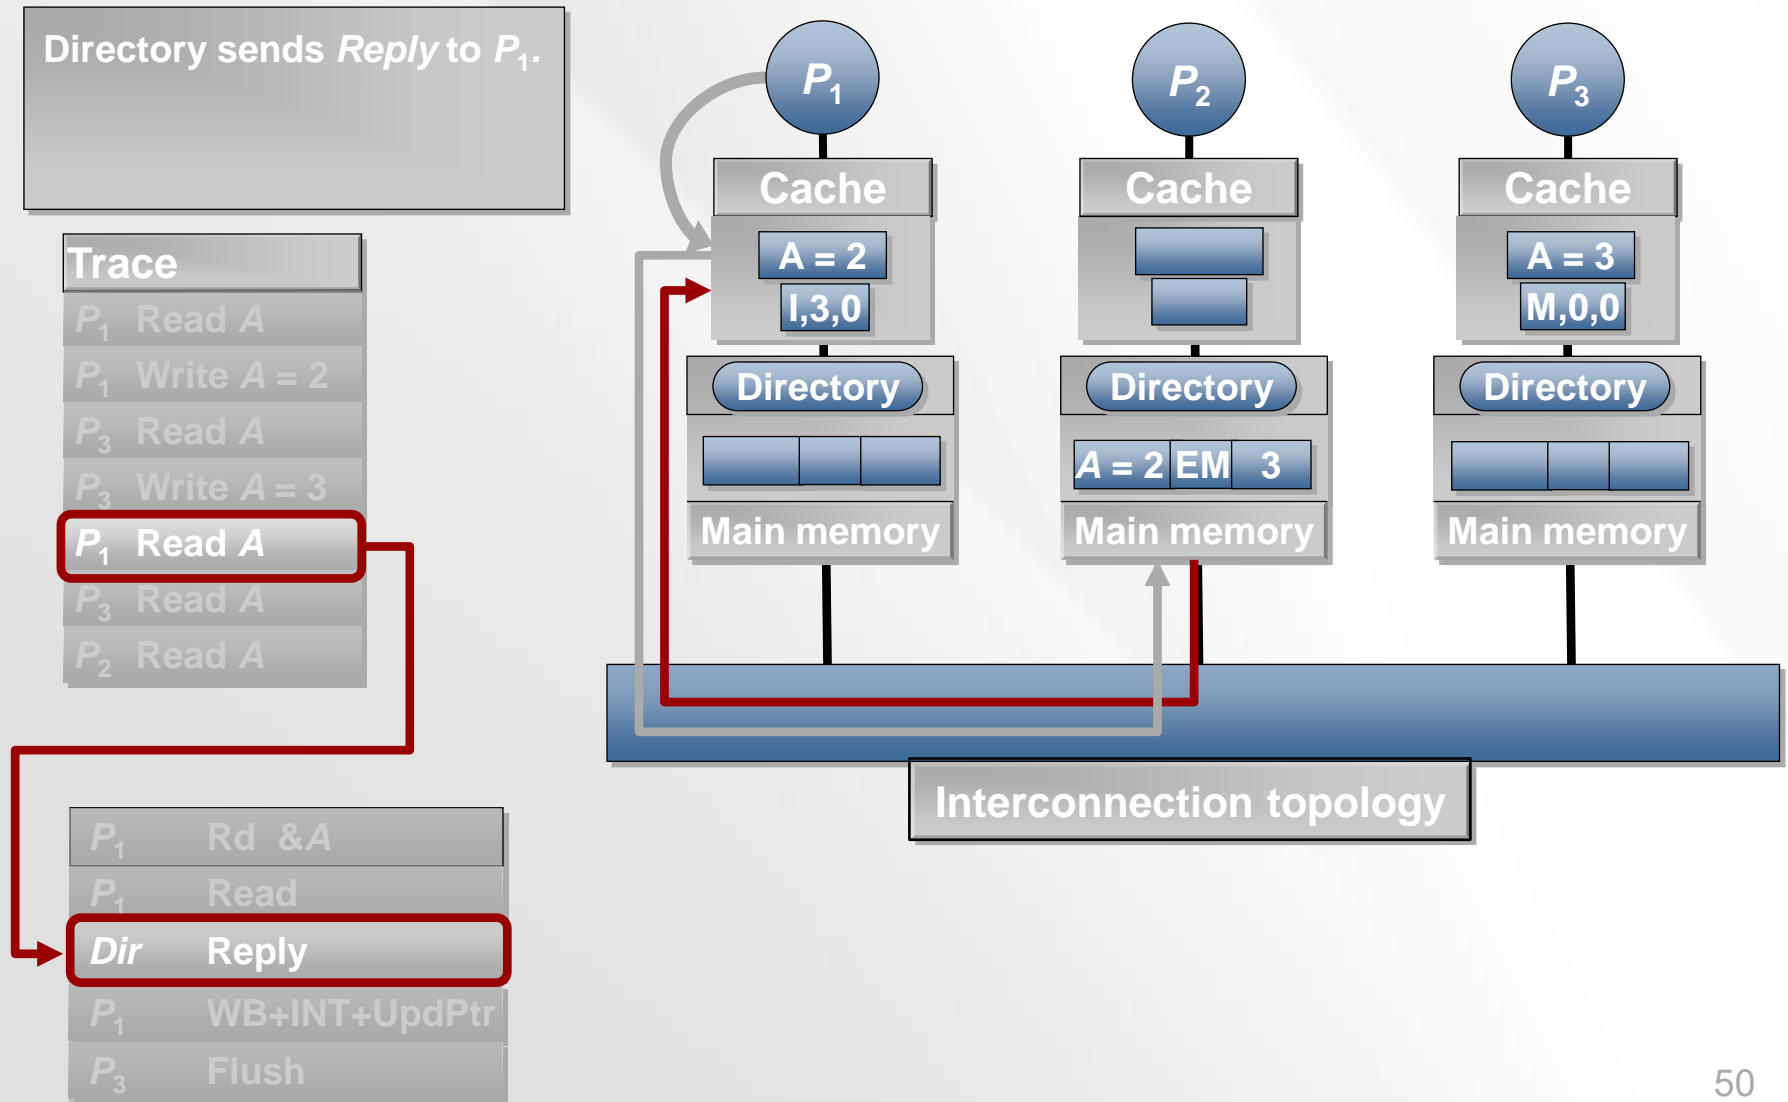 Directory sends Reply to P1.
Trace
P1 Read A
P1 Write A = 2
P3 Read A
P3 Write A = 3
P1 Read A
P3 Read A
P2 Read A
P1 Rd &A
P1 Read
Dir Reply
P1 WB+INT+UpdPtr
P3 Flush
P1
P2
P3
Cache
Cache
Cache
A = 2
A = 3
I,3,0
M,0,0
Directory
Directory
Directory
A = 2 EM 3
Main memory
Main memory
Main memory
Interconnection topology
50